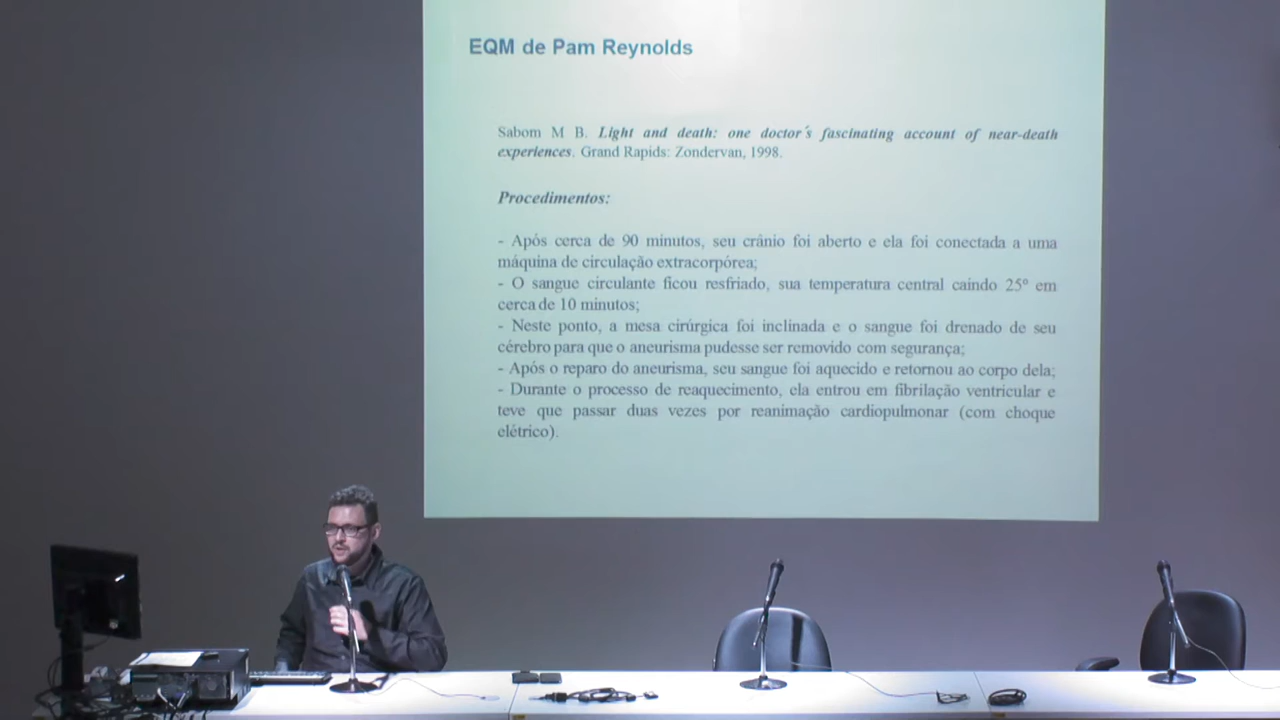 EQM de Pam Reynolds
Sabom M B. Light and death: one doctor´s fascinating account of near-death
experiences. Grand Rapids: Zondervan, 1998.
Procedimentos:
- Após cerca de 90 minutos, seu crânio foi aberto e ela foi conectada a uma
máquina de circulação extracorpórea;
- O sangue circulante ficou resfriado, sua temperatura central caindo 25º em
cerca de 10 minutos;
- Neste ponto, a mesa cirúrgica foi inclinada e o sangue foi drenado de seu
cérebro para que o aneurisma pudesse ser removido com segurança;
- Após o reparo do aneurisma, seu sangue foi aquecido e retornou ao corpo dela;
- Durante o processo de reaquecimento, ela entrou em fibrilação ventricular e
teve que passar duas vezes por reanimação cardiopulmonar (com choque
elétrico).